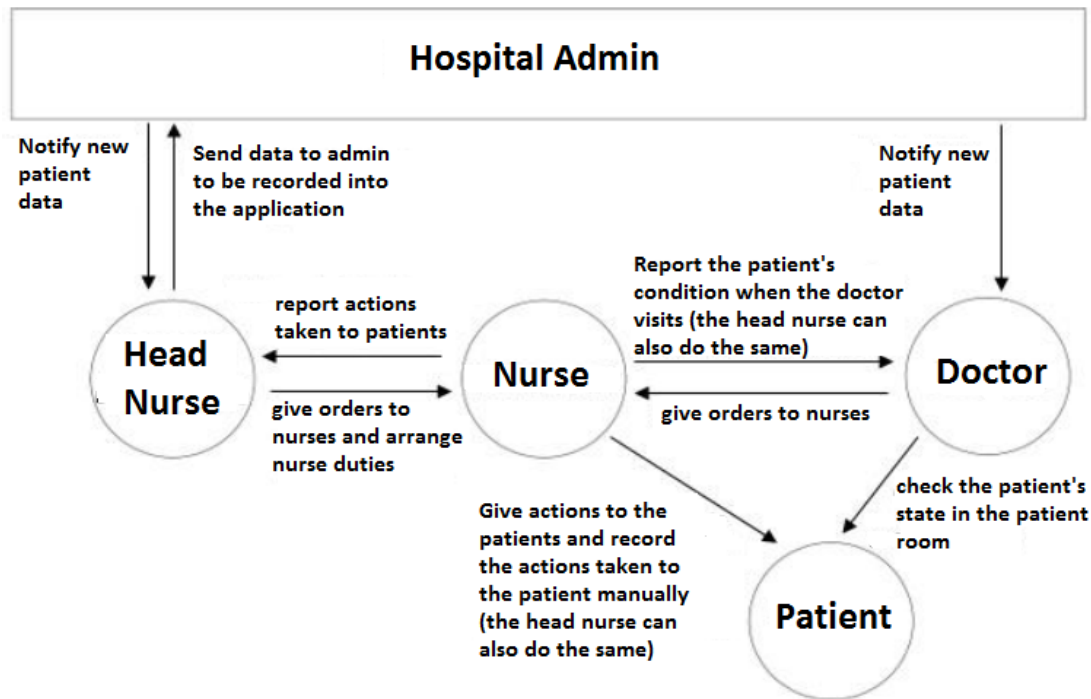 Hospital Admin
Notify new
patient
data
Send data to admin
to be recorded into
the application
Notify new
patient
data
report actions
taken to patients
Report the patient's
condition when the doctor
visits (the head nurse can
also do the same)
Head
Nurse
Nurse
Doctor
give orders to
nurses and arrange
nurse duties
give orders to nurses
Give actions to the
patients and record
the actions taken to
the patient manually
(the head nurse can
also do the same)
check the patient's
state in the patient
room
Patient